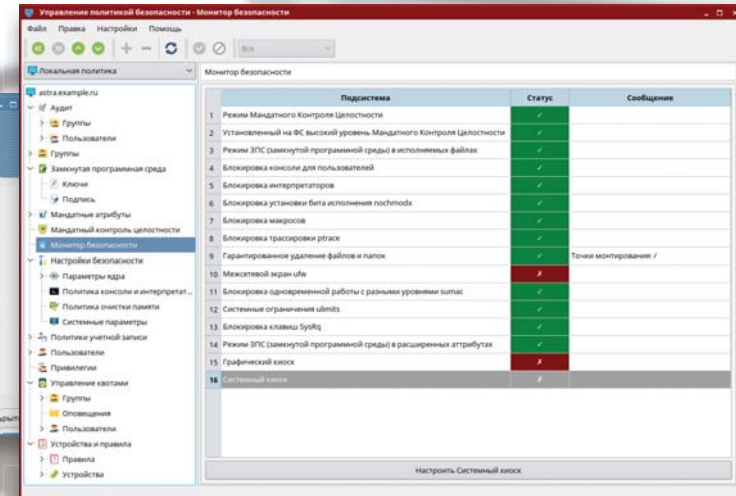 Управление политикой безопасности - Монитор безопасности
Файл Правка Настройки Помощь
Все
Локальная политика
Монитор безопасности
astra.example.ru
Аудит
Группы
Пользователи
Группы
Замкнутая программная среда
Ключи
Подпись
Мандатные атрибуты
Мандатный контроль целостности
Монитор безопасности
Настройки безопасности
Параметры ядра
Политика консоли и интерпретат...
Политика очистки памяти
Системные параметры
Политики учетной записи
Пользователи
Привилегии
Управление квотами
Группы
Оповещения
Пользователи
Устройства и правила
Правила
Устройства
Подсистема Статус Сообщение
1 Режим Мандатного Контроля Целостности ✓
2 Установленный на ФС высокий уровень Мандатного Контроля Целостности ✓
3 Режим ЗПС (замкнутой программной среды) в исполняемых файлах ✓
4 Блокировка консоли для пользователей ✓
5 Блокировка интерпретаторов ✓
6 Блокировка установки бита исполнения nochmodx ✓
7 Блокировка макросов ✓
8 Блокировка трассировки ptrace ✓
9 Гарантированное удаление файлов и папок ✓ Точки монтирования: /
10 Межсетевой экран ufw ✗
11 Блокировка одновременной работы с разными уровнями sumac ✓
12 Системные ограничения ulimits ✓
13 Блокировка клавиш SysRq ✓
14 Режим ЗПС (замкнутой программной среды) в расширенных аттрибутах ✓
15 Графический киоск ✗
16 Системный киоск ✗
Настроить Системный киоск